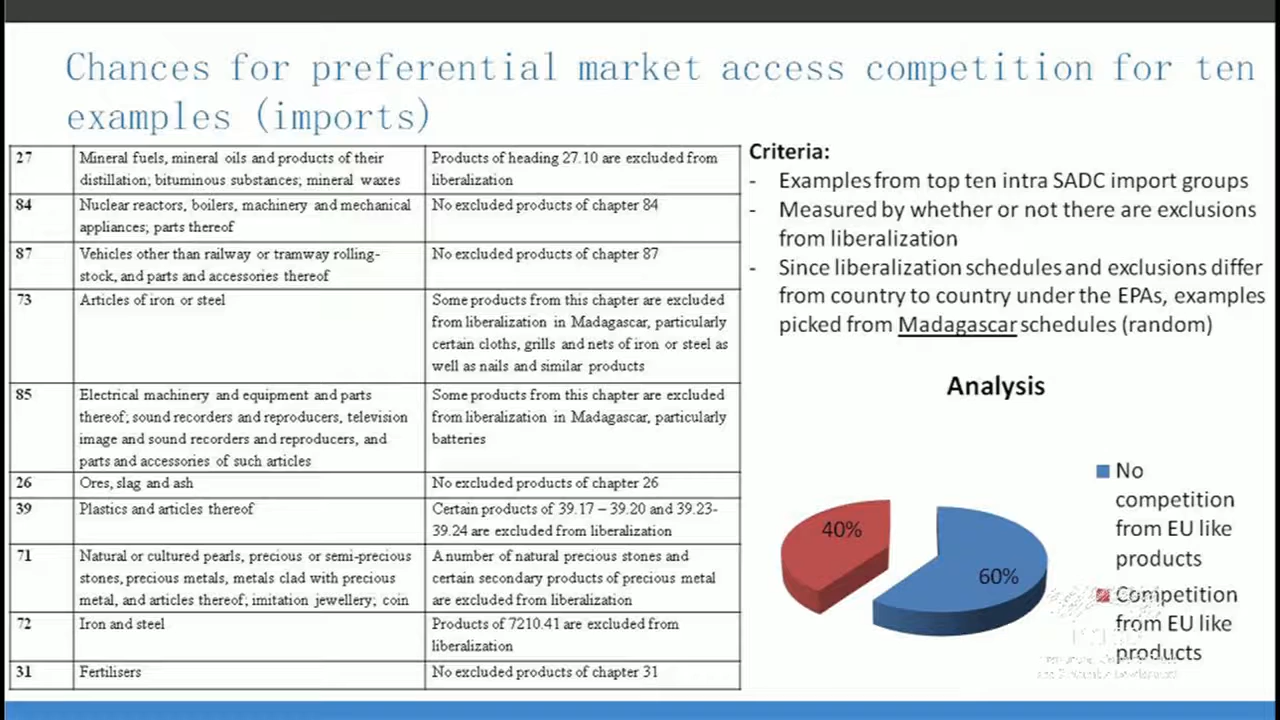 Chances for preferential market access competition for ten
examples (imports)
27
Mineral fuels, mineral oils and products of their
distillation; bituminous substances; mineral waxes
Products of heading 27.10 are excluded from
liberalization
84
Nuclear reactors, boilers, machinery and mechanical
appliances; parts thereof
No excluded products of chapter 84
87
Vehicles other than railway or tramway rolling-
stock, and parts and accessories thereof
No excluded products of chapter 87
73
Articles of iron or steel
Some products from this chapter are excluded
from liberalization in Madagascar, particularly
certain cloths, grills and nets of iron or steel as
well as nails and similar products
85
Electrical machinery and equipment and parts
thereof; sound recorders and reproducers, television
image and sound recorders and reproducers, and
parts and accessories of such articles
Some products from this chapter are excluded
from liberalization in Madagascar, particularly
batteries
26
Ores, slag and ash
No excluded products of chapter 26
39
Plastics and articles thereof
Certain products of 39.17 – 39.20 and 39.23-
39.24 are excluded from liberalization
71
Natural or cultured pearls, precious or semi-precious
stones, precious metals, metals clad with precious
metal, and articles thereof; imitation jewellery; coin
A number of natural precious stones and
certain secondary products of precious metal
are excluded from liberalization
72
Iron and steel
Products of 7210.41 are excluded from
liberalization
31
Fertilisers
No excluded products of chapter 31
Criteria:
- Examples from top ten intra SADC import groups
- Measured by whether or not there are exclusions
from liberalization
- Since liberalization schedules and exclusions differ
from country to country under the EPAs, examples
picked from Madagascar schedules (random)
Analysis
40%
60%
No
competition
from EU like
products
Competition
from EU like
products